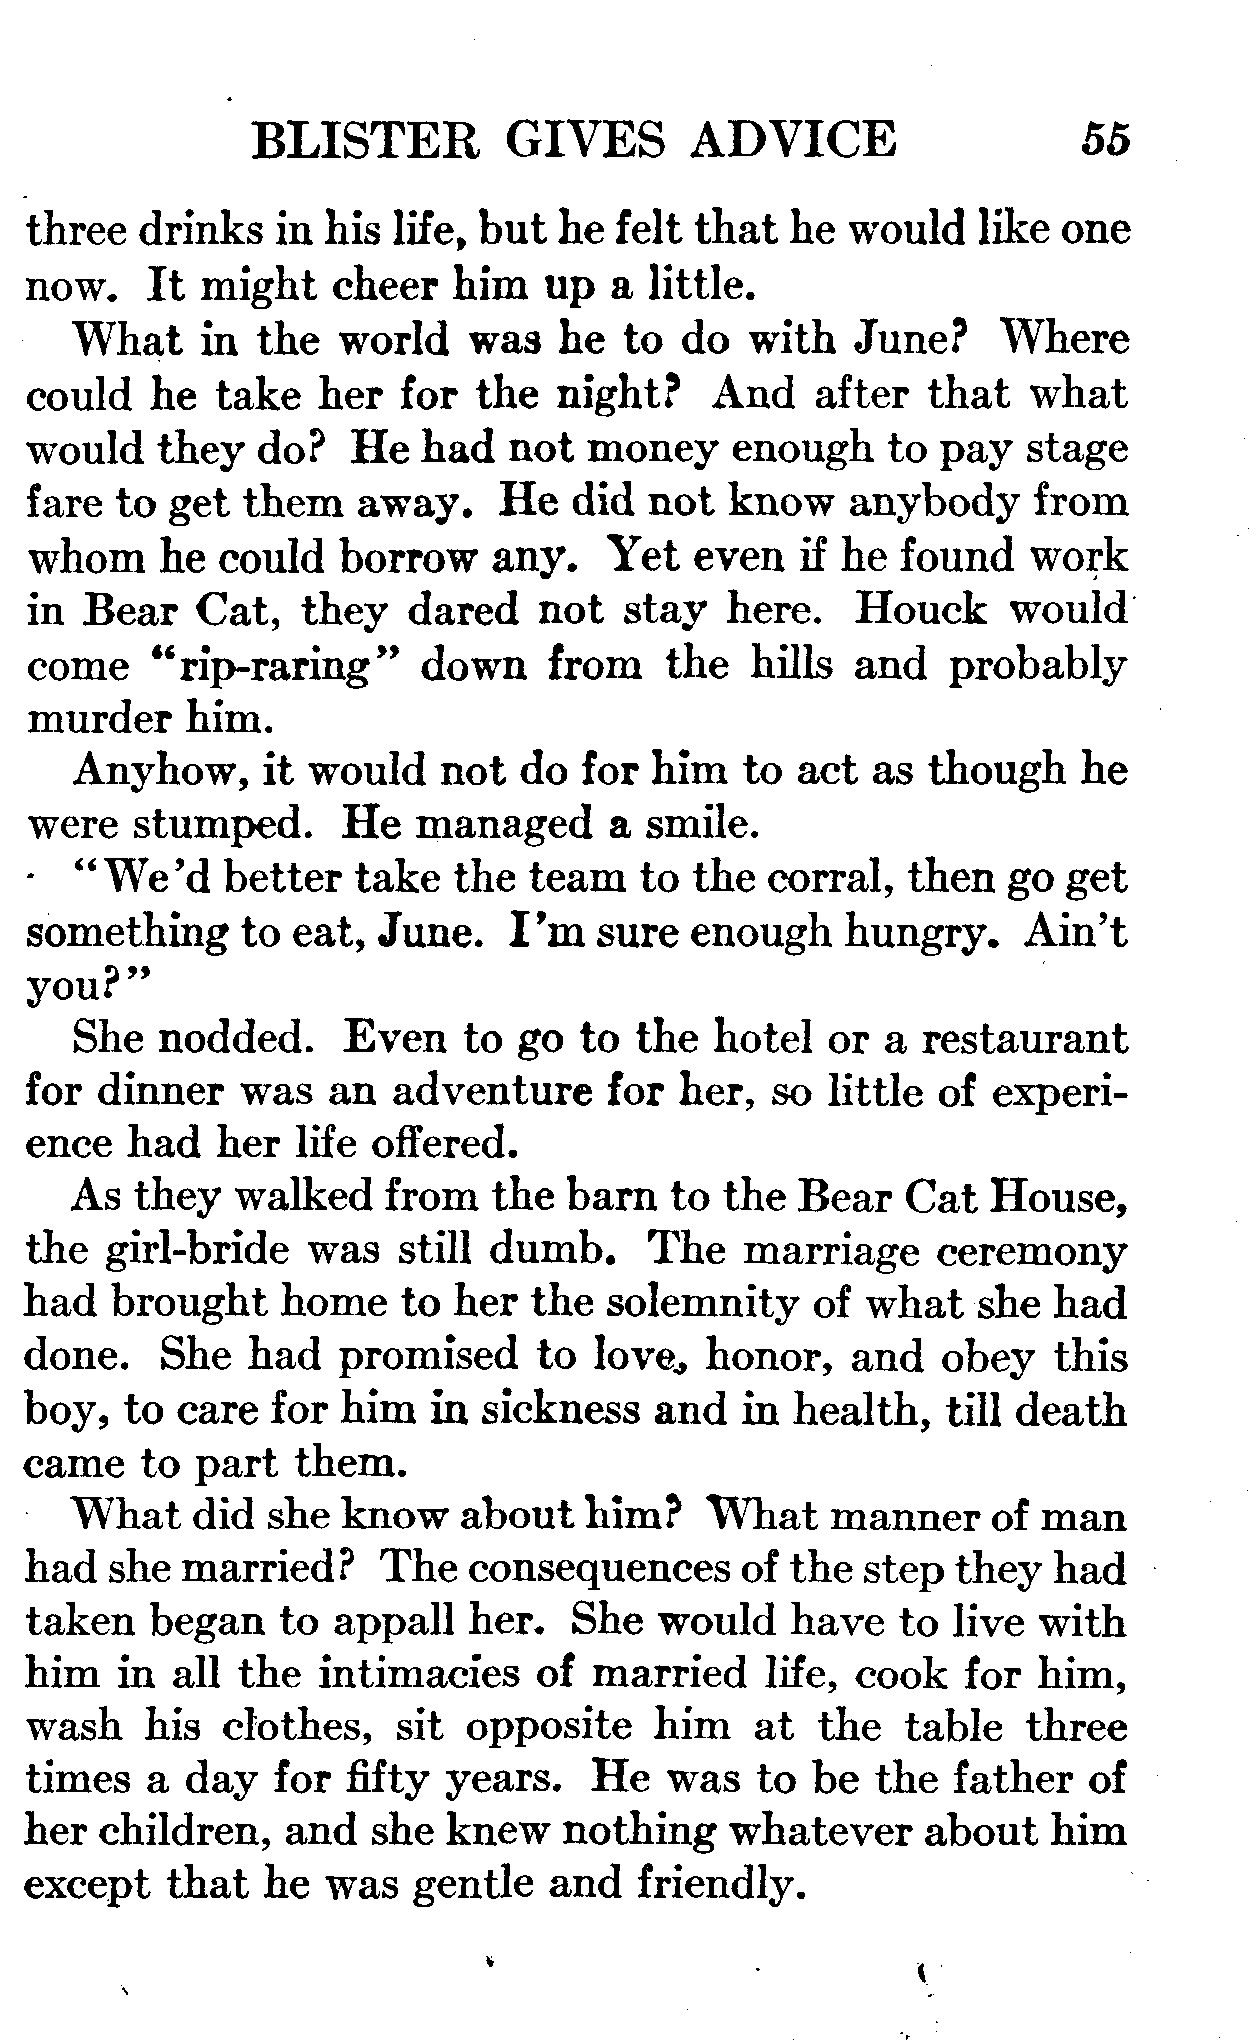 BLISTER GIVES ADVICE 55
three drinks in his life, but he felt that he would like one
now. It might cheer him up a little.
What in the world was he to do with June? Where
could he take her for the night? And after that what
would they do? He had not money enough to pay stage
fare to get them away. He did not know anybody from
whom he could borrow any. Yet even if he found work
in Bear Cat, they dared not stay here. Houck would
come “rip-raring” down from the hills and probably
murder him.
Anyhow, it would not do for him to act as though he
were stumped. He managed a smile.
“We’d better take the team to the corral, then go get
something to eat, June. I’m sure enough hungry. Ain’t
you?”
She nodded. Even to go to the hotel or a restaurant
for dinner was an adventure for her, so little of experi-
ence had her life offered.
As they walked from the barn to the Bear Cat House,
the girl-bride was still dumb. The marriage ceremony
had brought home to her the solemnity of what she had
done. She had promised to love, honor, and obey this
boy, to care for him in sickness and in health, till death
came to part them.
What did she know about him? What manner of man
had she married? The consequences of the step they had
taken began to appall her. She would have to live with
him in all the intimacies of married life, cook for him,
wash his clothes, sit opposite him at the table three
times a day for fifty years. He was to be the father of
her children, and she knew nothing whatever about him
except that he was gentle and friendly.